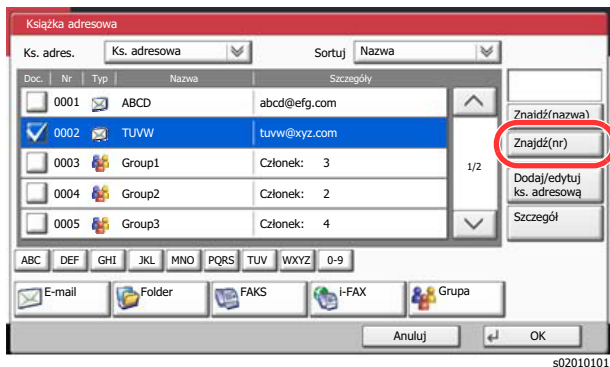 Książka adresowa
Ks. adres. Ks. adresowa Sortuj Nazwa
Doc. Nr Typ Nazwa Szczegóły
0001 ABCD abcd@efg.com
0002 TUVW tuvw@xyz.com
0003 Group1 Członek: 3
0004 Group2 Członek: 2
0005 Group3 Członek: 4
1/2
Znajdź(nazwa)
Znajdź(nr)
Dodaj/edytuj
ks. adresową
Szczegół
ABC DEF GHI JKL MNO PQRS TUV WXYZ 0-9
E-mail Folder FAKS i-FAX Grupa
Anuluj OK
s02010101